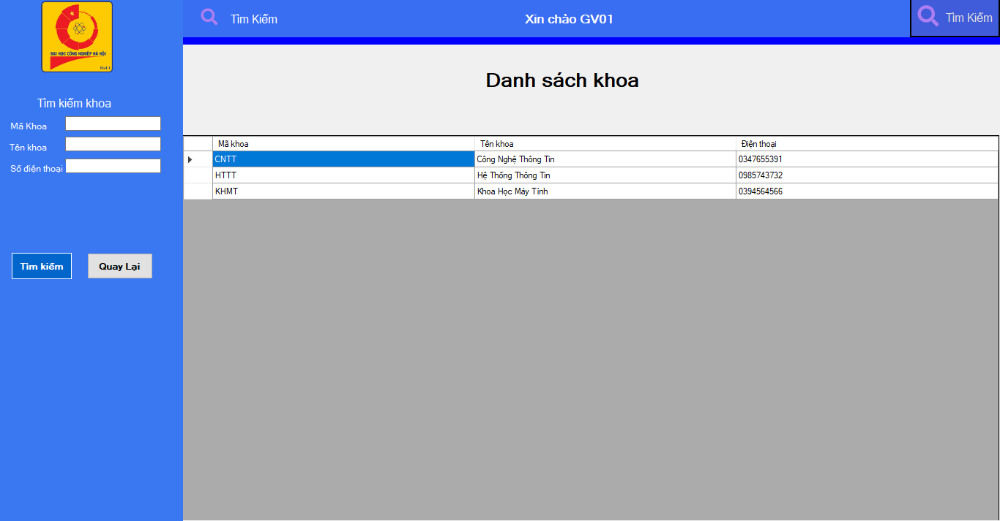 ĐẠI HỌC CÔNG NGHIỆP HÀ NỘI
HaUI
Tìm Kiếm
Xin chào GV01
Tìm Kiếm
Tìm kiếm khoa
Mã Khoa
Tên khoa
Số điện thoại
Tìm kiếm
Quay Lại
Danh sách khoa
Mã khoa Tên khoa Điện thoại
CNTT Công Nghệ Thông Tin 0347655391
HTTT Hệ Thống Thông Tin 0985743732
KHMT Khoa Học Máy Tính 0394564566